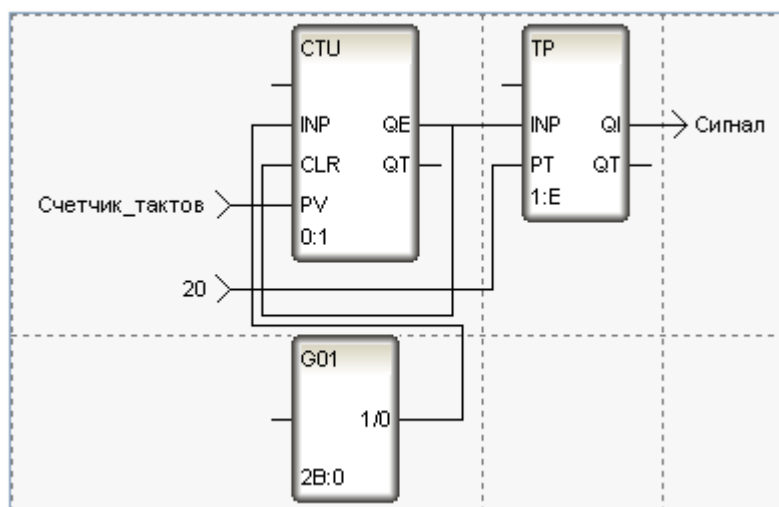 CTU
TP
INP QE
INP QI
CLR QT
PT QT
Счетчик_тактов
PV
1:E
0:1
Сигнал
20
G01
1/0
2B:0